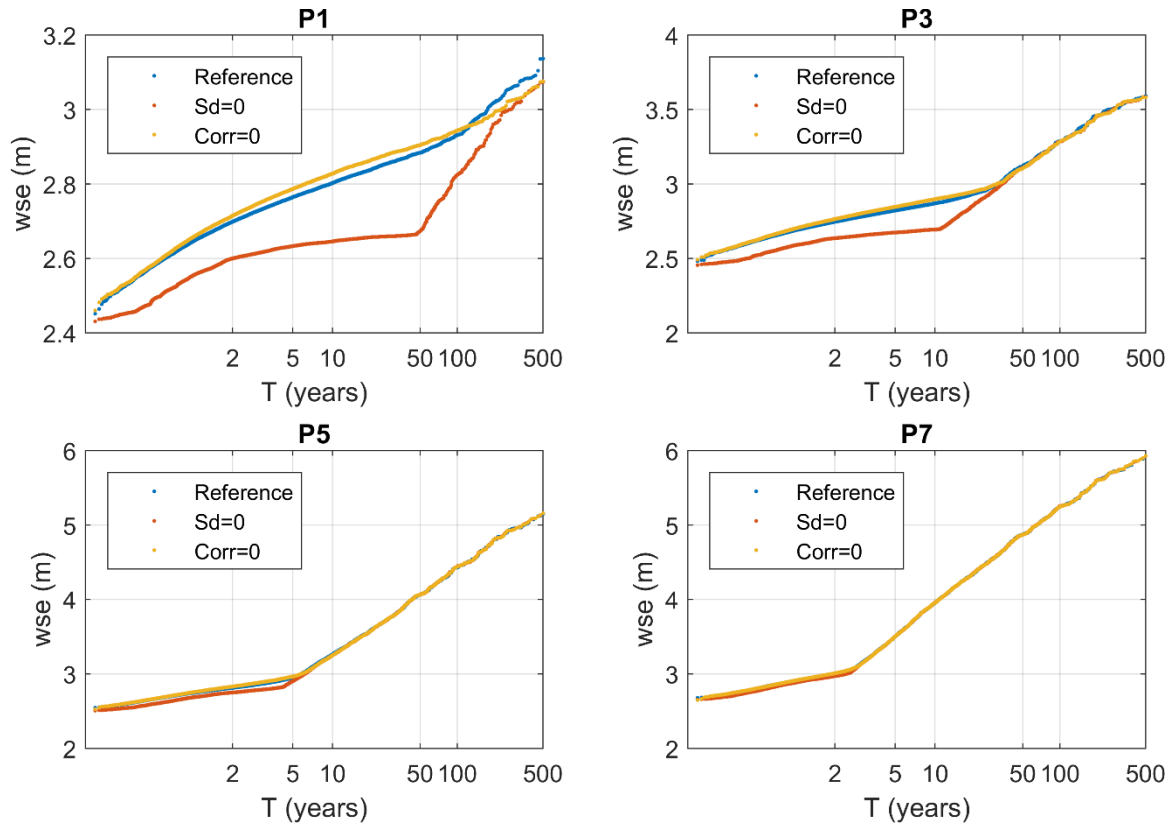 P1
wse (m)
3.2
3
2.8
2.6
2.4
Reference
Sd=0
Corr=0
2 5 10 50 100 500
T (years)
P3
wse (m)
4
3.5
3
2.5
2
Reference
Sd=0
Corr=0
2 5 10 50 100 500
T (years)
P5
wse (m)
6
5
4
3
2
Reference
Sd=0
Corr=0
2 5 10 50 100 500
T (years)
P7
wse (m)
6
5
4
3
2
Reference
Sd=0
Corr=0
2 5 10 50 100 500
T (years)